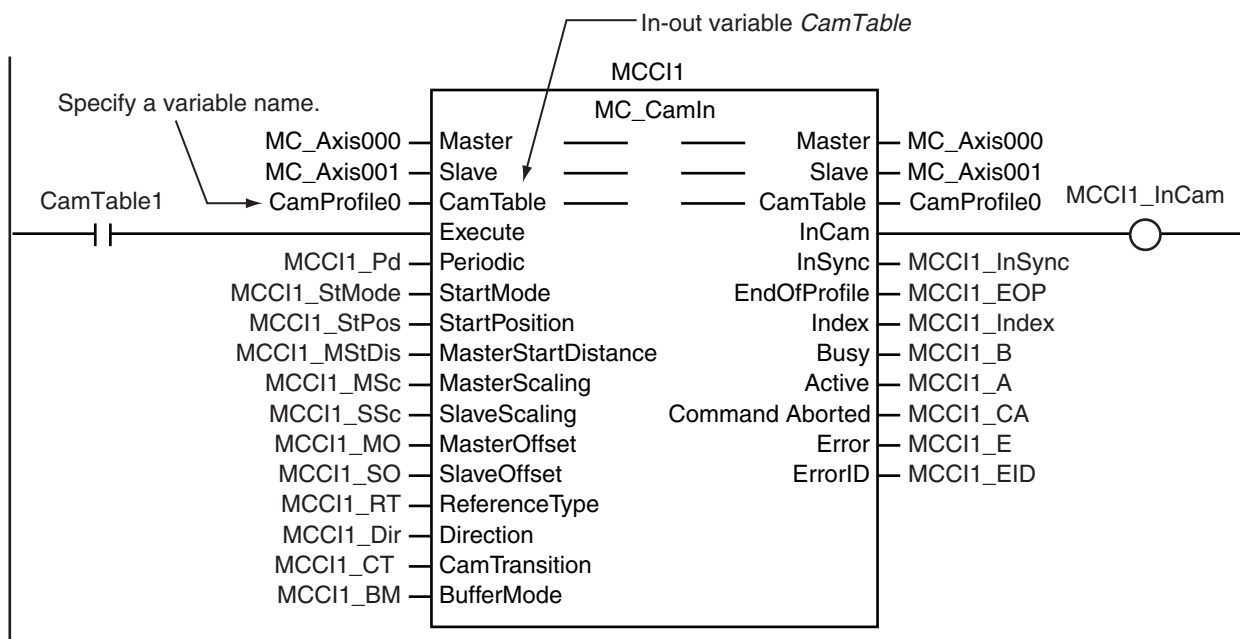 In-out variable CamTable
MCCI1
Specify a variable name.
MC_CamIn
MC_Axis000 Master Master MC_Axis000
MC_Axis001 Slave Slave MC_Axis001
CamTable1 CamProfile0 CamTable CamTable CamProfile0 MCCI1_InCam
Execute InCam
MCCI1_Pd Periodic InSync MCCI1_InSync
MCCI1_StMode StartMode EndOfProfile MCCI1_EOP
MCCI1_StPos StartPosition Index MCCI1_Index
MCCI1_MStDis MasterStartDistance Busy MCCI1_B
MCCI1_MSc MasterScaling Active MCCI1_A
MCCI1_SSc SlaveScaling Command Aborted MCCI1_CA
MCCI1_MO MasterOffset Error MCCI1_E
MCCI1_SO SlaveOffset ErrorID MCCI1_EID
MCCI1_RT ReferenceType
MCCI1_Dir Direction
MCCI1_CT CamTransition
MCCI1_BM BufferMode